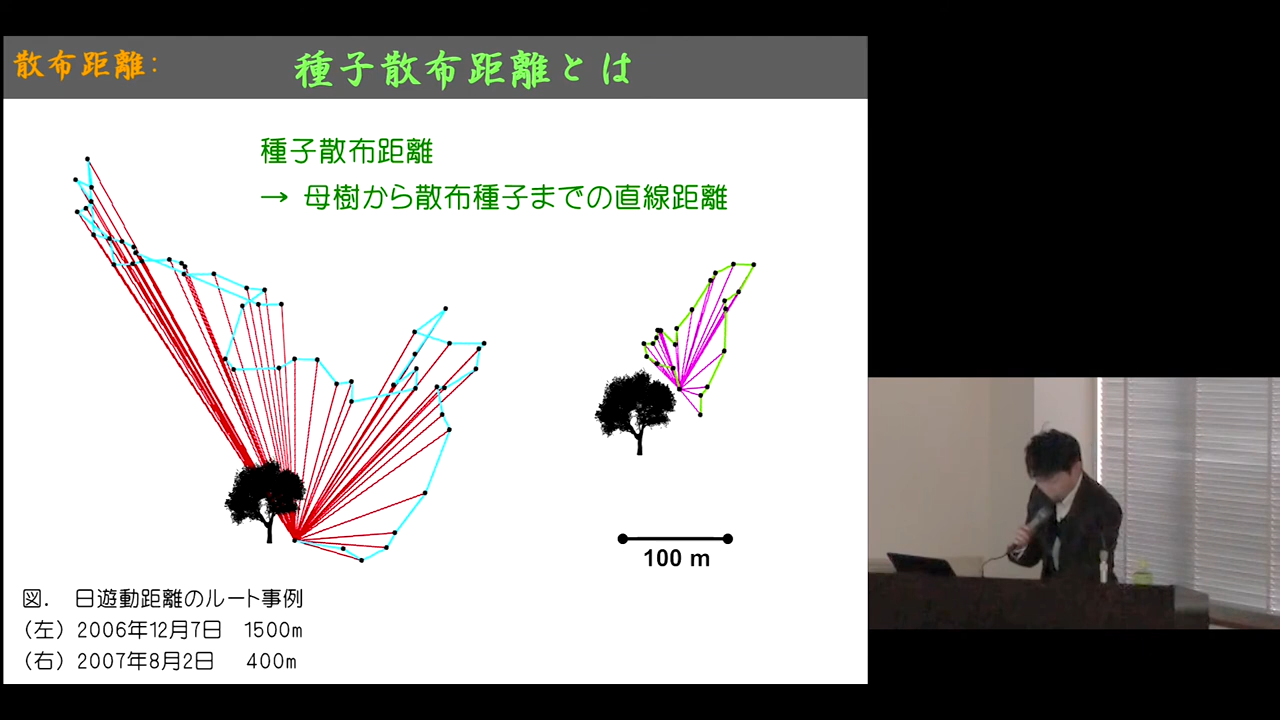 散布距離:
種子散布距離とは
種子散布距離
→ 母樹から散布種子までの直線距離
100 m
図. 日遊動距離のルート事例
(左) 2006年12月7日 1500m
(右) 2007年8月2日 400m